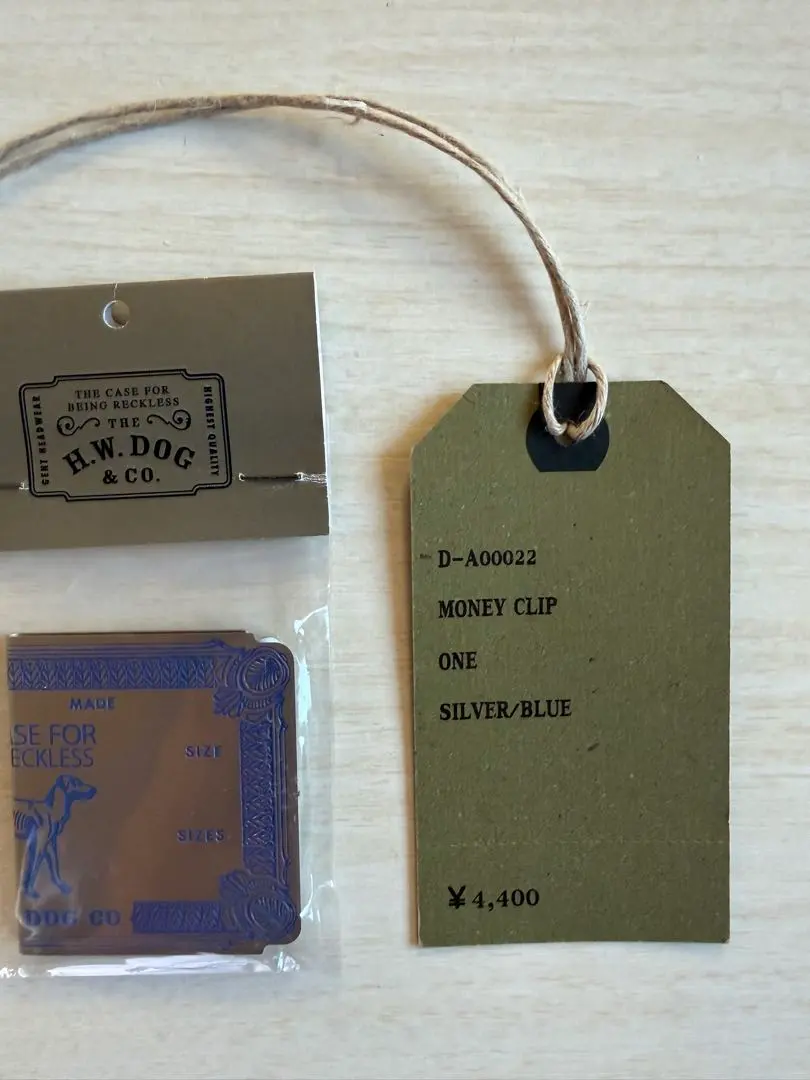 THE CASE FOR
BEING RECKLESS
THE
H.W. DOG
& CO.
GENT HEADWEAR
HIGHEST QUALITY
MADE
SE FOR
ECKLESS
SIZE
SIZES
DOG CO
D-A00022
MONEY CLIP
ONE
SILVER/BLUE
¥4,400